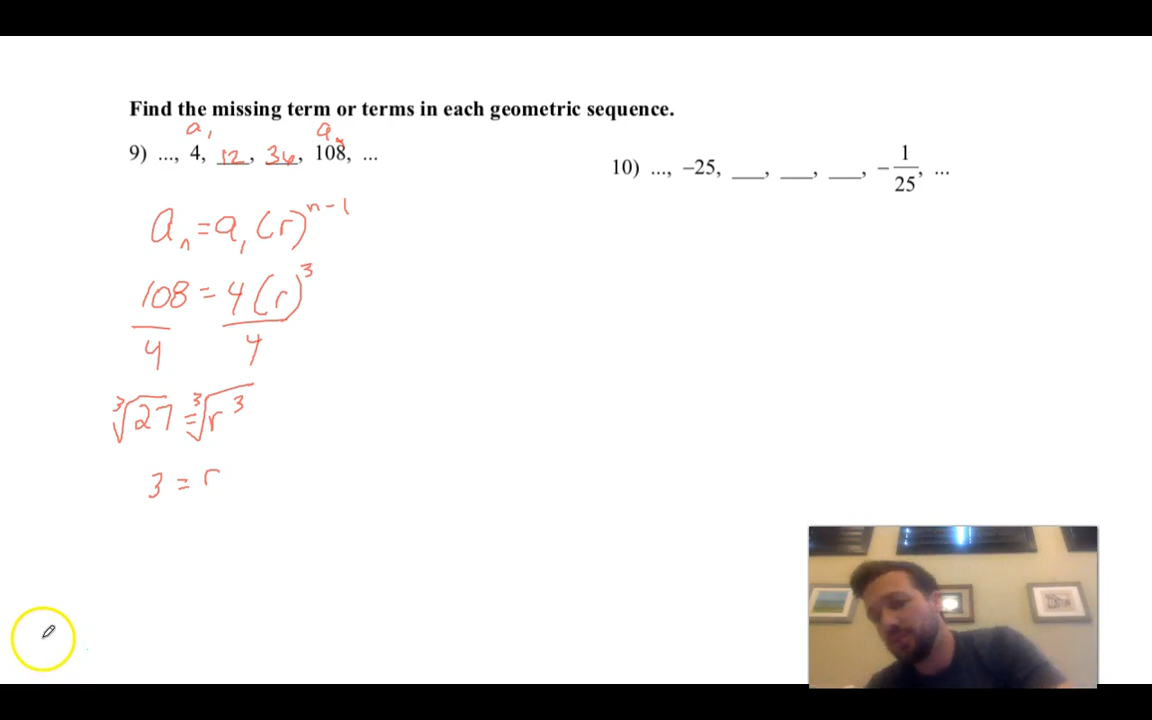 Find the missing term or terms in each geometric sequence.
a₁ a₄
9) ..., 4, 12, 36, 108, ...
10) ..., –25, ___, ___, ___, –1/25, ...
aₙ = a₁(r)ⁿ⁻¹
108 = 4(r)³
4 4
∛27 = ∛r³
3 = r